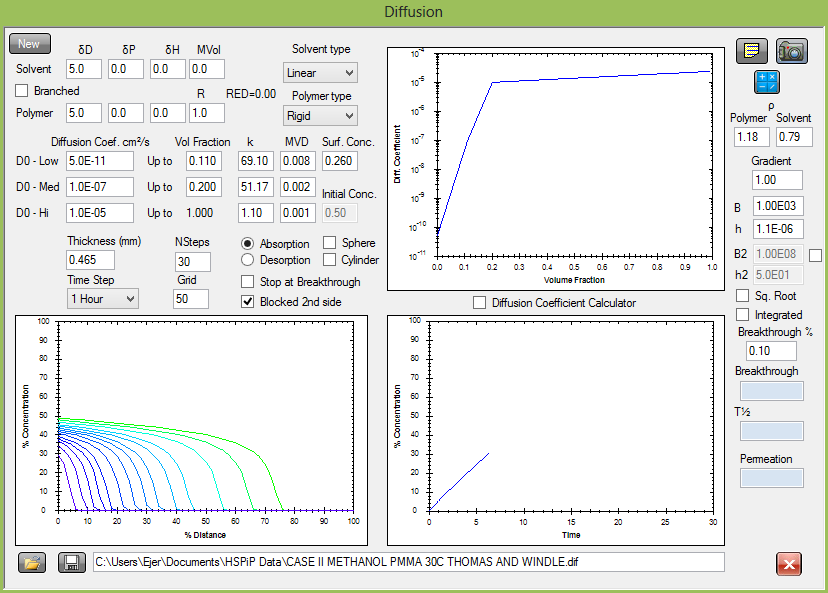 Diffusion
New
δD δP δH MVol
Solvent type
Solvent 5.0 0.0 0.0 0.0
Linear
Branched
R RED=0.00
Polymer type
Polymer 5.0 0.0 0.0 1.0
Rigid
Diffusion Coef. cm²/s Vol Fraction k MVD Surf. Conc.
D0 - Low 5.0E-11 Up to 0.110 69.10 0.008 0.260
D0 - Med 1.0E-07 Up to 0.200 51.17 0.002
Initial Conc.
D0 - Hi 1.0E-05 Up to 1.000 1.10 0.001 0.50
Thickness (mm) NSteps
Absorption Sphere
0.465 30
Desorption Cylinder
Time Step Grid
Stop at Breakthrough
1 Hour 50
Blocked 2nd side
Diff. Coefficient
10-4
10-5
10-6
10-7
10-8
10-9
10-10
10-11
0.0 0.1 0.2 0.3 0.4 0.5 0.6 0.7 0.8 0.9 1.0
Volume Fraction
Diffusion Coefficient Calculator
ρ
Polymer Solvent
1.18 0.79
Gradient
1.00
B 1.00E03
h 1.1E-06
B2 1.00E08
h2 5.0E01
Sq. Root
Integrated
Breakthrough %
0.10
Breakthrough
T½
Permeation
% Concentration
100
90
80
70
60
50
40
30
20
10
0
0 10 20 30 40 50 60 70 80 90 100
% Distance
% Concentration
100
90
80
70
60
50
40
30
20
10
0
0 5 10 15 20 25 30
Time
C:\Users\Ejer\Documents\HSPiP Data\CASE II METHANOL PMMA 30C THOMAS AND WINDLE.dif